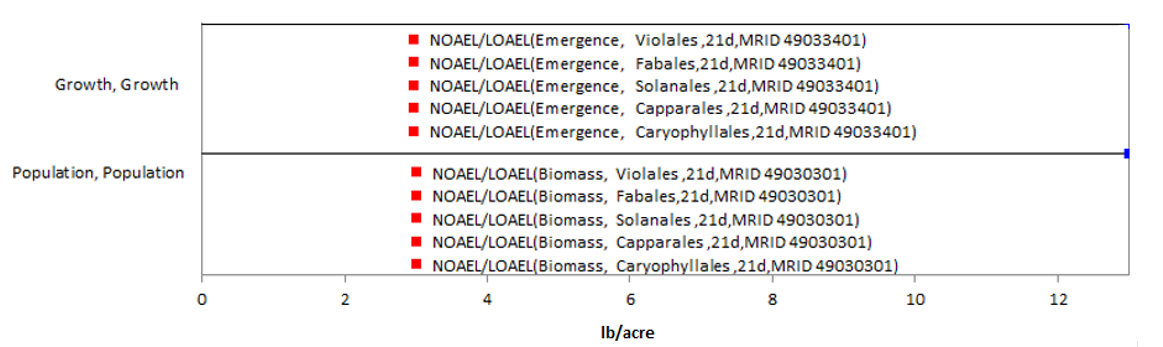 NOAEL/LOAEL(Emergence, Violales ,21d,MRID 49033401)
NOAEL/LOAEL(Emergence, Fabales ,21d,MRID 49033401)
Growth, Growth
NOAEL/LOAEL(Emergence, Solanales ,21d,MRID 49033401)
NOAEL/LOAEL(Emergence, Capparales ,21d,MRID 49033401)
NOAEL/LOAEL(Emergence, Caryophyllales ,21d,MRID 49033401)
Population, Population
NOAEL/LOAEL(Biomass, Violales ,21d,MRID 49030301)
NOAEL/LOAEL(Biomass, Fabales ,21d,MRID 49030301)
NOAEL/LOAEL(Biomass, Solanales ,21d,MRID 49030301)
NOAEL/LOAEL(Biomass, Capparales ,21d,MRID 49030301)
NOAEL/LOAEL(Biomass, Caryophyllales ,21d,MRID 49030301)
0 2 4 6 8 10 12
lb/acre